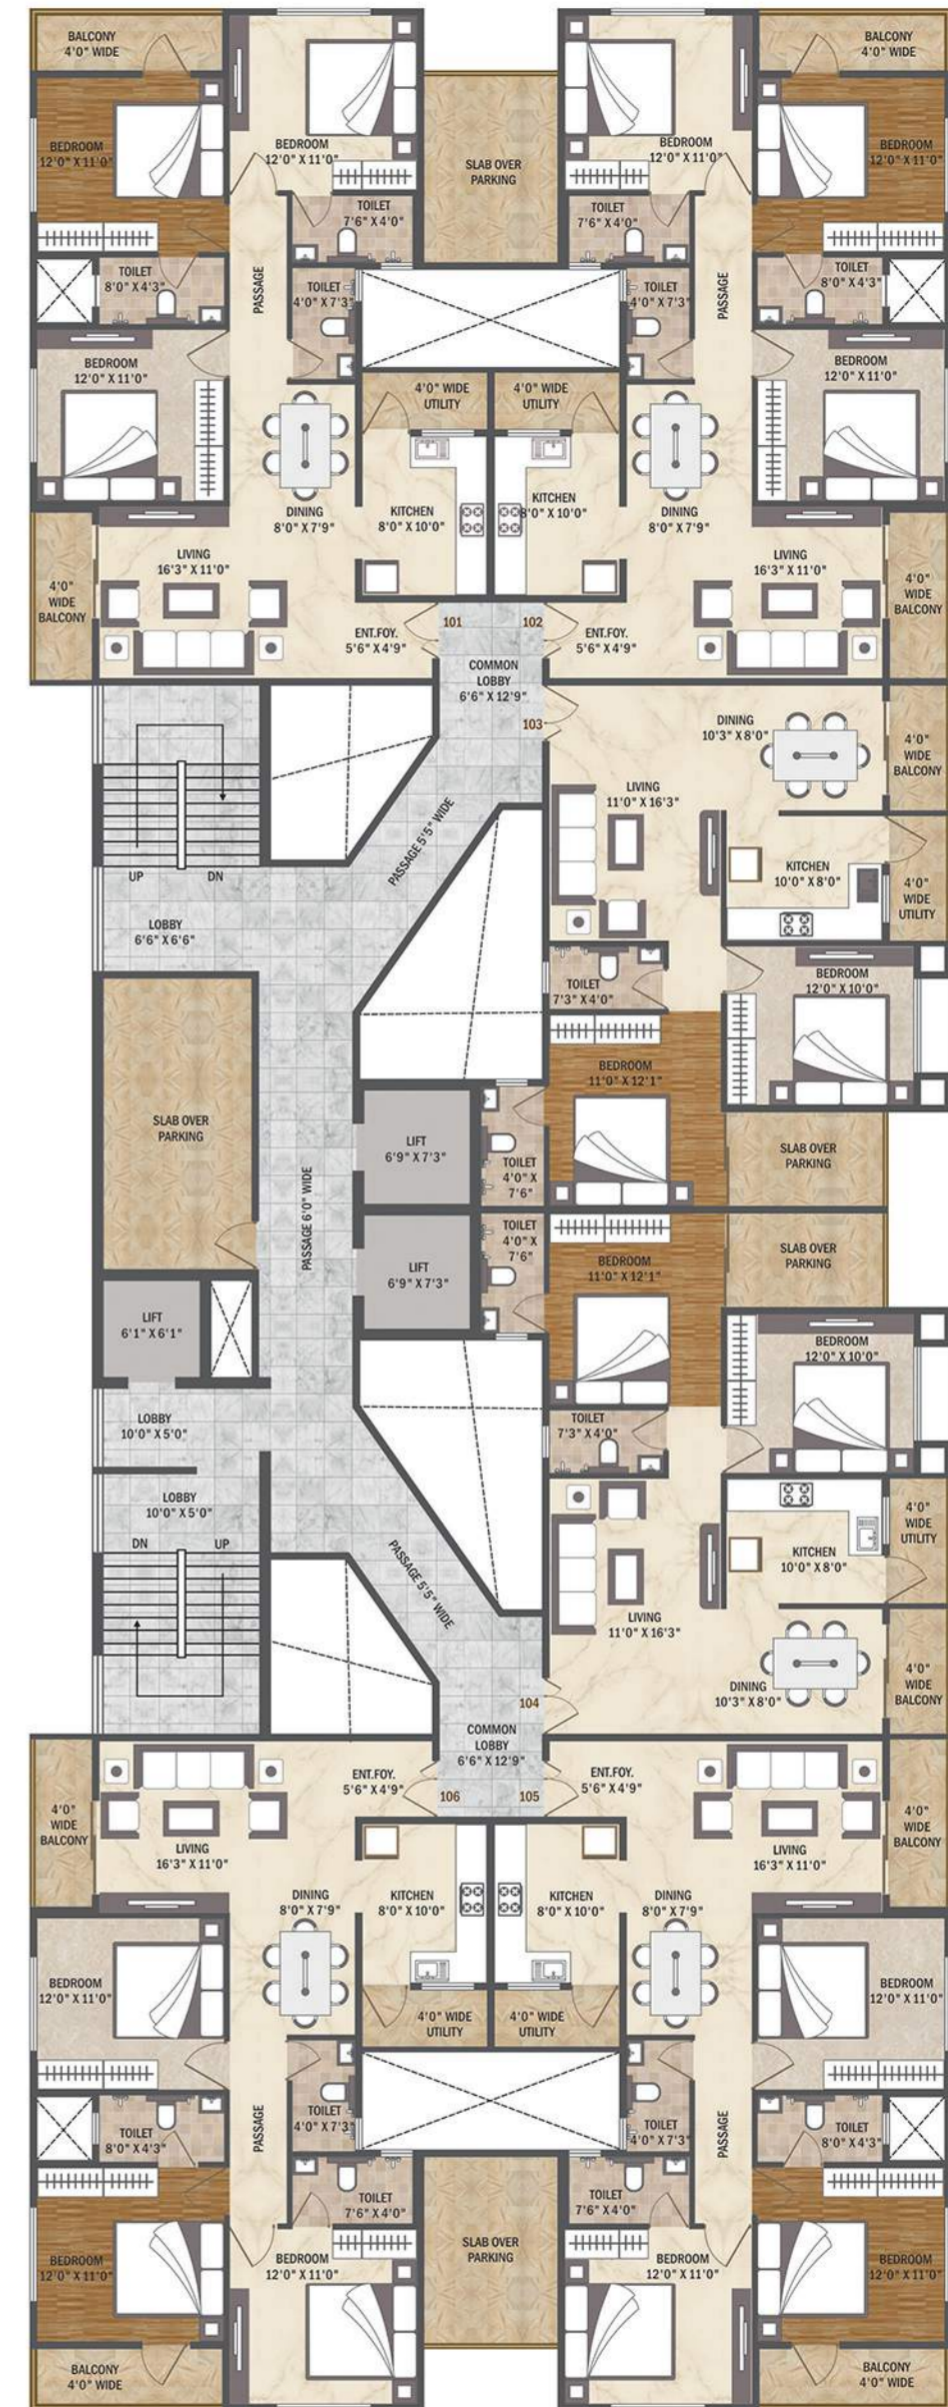 BALCONY
4'0" WIDE
BALCONY
4'0" WIDE
BEDROOM
12'0" X 11'0"
BEDROOM
12'0" X 11'0"
SLAB OVER
PARKING
BEDROOM
12'0" X 11'0"
BEDROOM
12'0" X 11'0"
TOILET
7'6" X 4'0"
TOILET
7'6" X 4'0"
TOILET
8'0" X 4'3"
PASSAGE
TOILET
4'0" X 7'3"
TOILET
4'0" X 7'3"
PASSAGE
TOILET
8'0" X 4'3"
BEDROOM
12'0" X 11'0"
4'0" WIDE
UTILITY
4'0" WIDE
UTILITY
BEDROOM
12'0" X 11'0"
DINING
8'0" X 7'9"
KITCHEN
8'0" X 10'0"
KITCHEN
8'0" X 10'0"
DINING
8'0" X 7'9"
4'0"
WIDE
BALCONY
LIVING
16'3" X 11'0"
LIVING
16'3" X 11'0"
4'0"
WIDE
BALCONY
ENT.FOY.
5'6" X 4'9"
101
102
ENT.FOY.
5'6" X 4'9"
COMMON
LOBBY
6'6" X 12'9"
103
DINING
10'3" X 8'0"
4'0"
WIDE
BALCONY
LIVING
11'0" X 16'3"
PASSAGE 5'5" WIDE
UP
DN
KITCHEN
10'0" X 8'0"
4'0"
WIDE
UTILITY
LOBBY
6'6" X 6'6"
TOILET
7'3" X 4'0"
BEDROOM
12'0" X 10'0"
BEDROOM
11'0" X 12'1"
SLAB OVER
PARKING
LIFT
6'9" X 7'3"
TOILET
4'0" X
7'6"
SLAB OVER
PARKING
PASSAGE 6'0" WIDE
LIFT
6'9" X 7'3"
TOILET
4'0" X
7'6"
BEDROOM
11'0" X 12'1"
SLAB OVER
PARKING
LIFT
6'1" X 6'1"
BEDROOM
12'0" X 10'0"
LOBBY
10'0" X 5'0"
TOILET
7'3" X 4'0"
LOBBY
10'0" X 5'0"
DN
UP
PASSAGE 5'5" WIDE
KITCHEN
10'0" X 8'0"
4'0"
WIDE
UTILITY
LIVING
11'0" X 16'3"
DINING
10'3" X 8'0"
4'0"
WIDE
BALCONY
104
COMMON
LOBBY
6'6" X 12'9"
ENT.FOY.
5'6" X 4'9"
106
105
ENT.FOY.
5'6" X 4'9"
4'0"
WIDE
BALCONY
LIVING
16'3" X 11'0"
LIVING
16'3" X 11'0"
4'0"
WIDE
BALCONY
DINING
8'0" X 7'9"
KITCHEN
8'0" X 10'0"
KITCHEN
8'0" X 10'0"
DINING
8'0" X 7'9"
BEDROOM
12'0" X 11'0"
BEDROOM
12'0" X 11'0"
4'0" WIDE
UTILITY
4'0" WIDE
UTILITY
TOILET
8'0" X 4'3"
PASSAGE
TOILET
4'0" X 7'3"
TOILET
4'0" X 7'3"
PASSAGE
TOILET
8'0" X 4'3"
TOILET
7'6" X 4'0"
TOILET
7'6" X 4'0"
BEDROOM
12'0" X 11'0"
BEDROOM
12'0" X 11'0"
SLAB OVER
PARKING
BEDROOM
12'0" X 11'0"
BEDROOM
12'0" X 11'0"
BALCONY
4'0" WIDE
BALCONY
4'0" WIDE